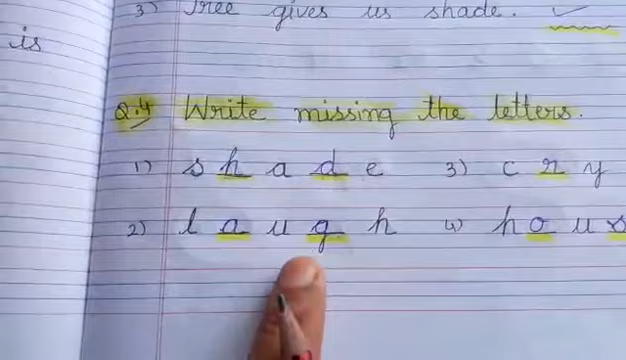 3) Tree gives us shade.
is
Q.4 Write missing the letters.
1) s h a d e 3) c r y
2) l a u g h 4) h o u s